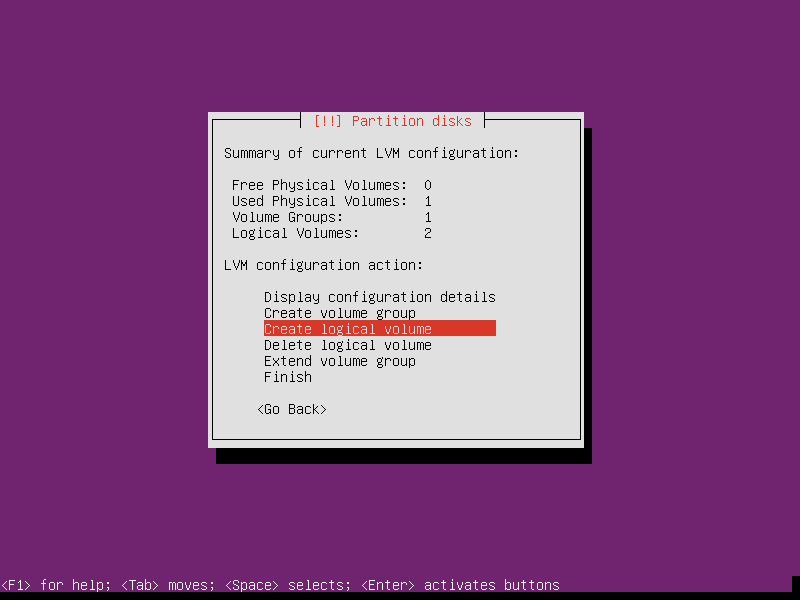 [!!] Partition disks
Summary of current LVM configuration:
Free Physical Volumes: 0
Used Physical Volumes: 1
Volume Groups: 1
Logical Volumes: 2
LVM configuration action:
Display configuration details
Create volume group
Create logical volume
Delete logical volume
Extend volume group
Finish
<Go Back>
<F1> for help; <Tab> moves; <Space> selects; <Enter> activates buttons